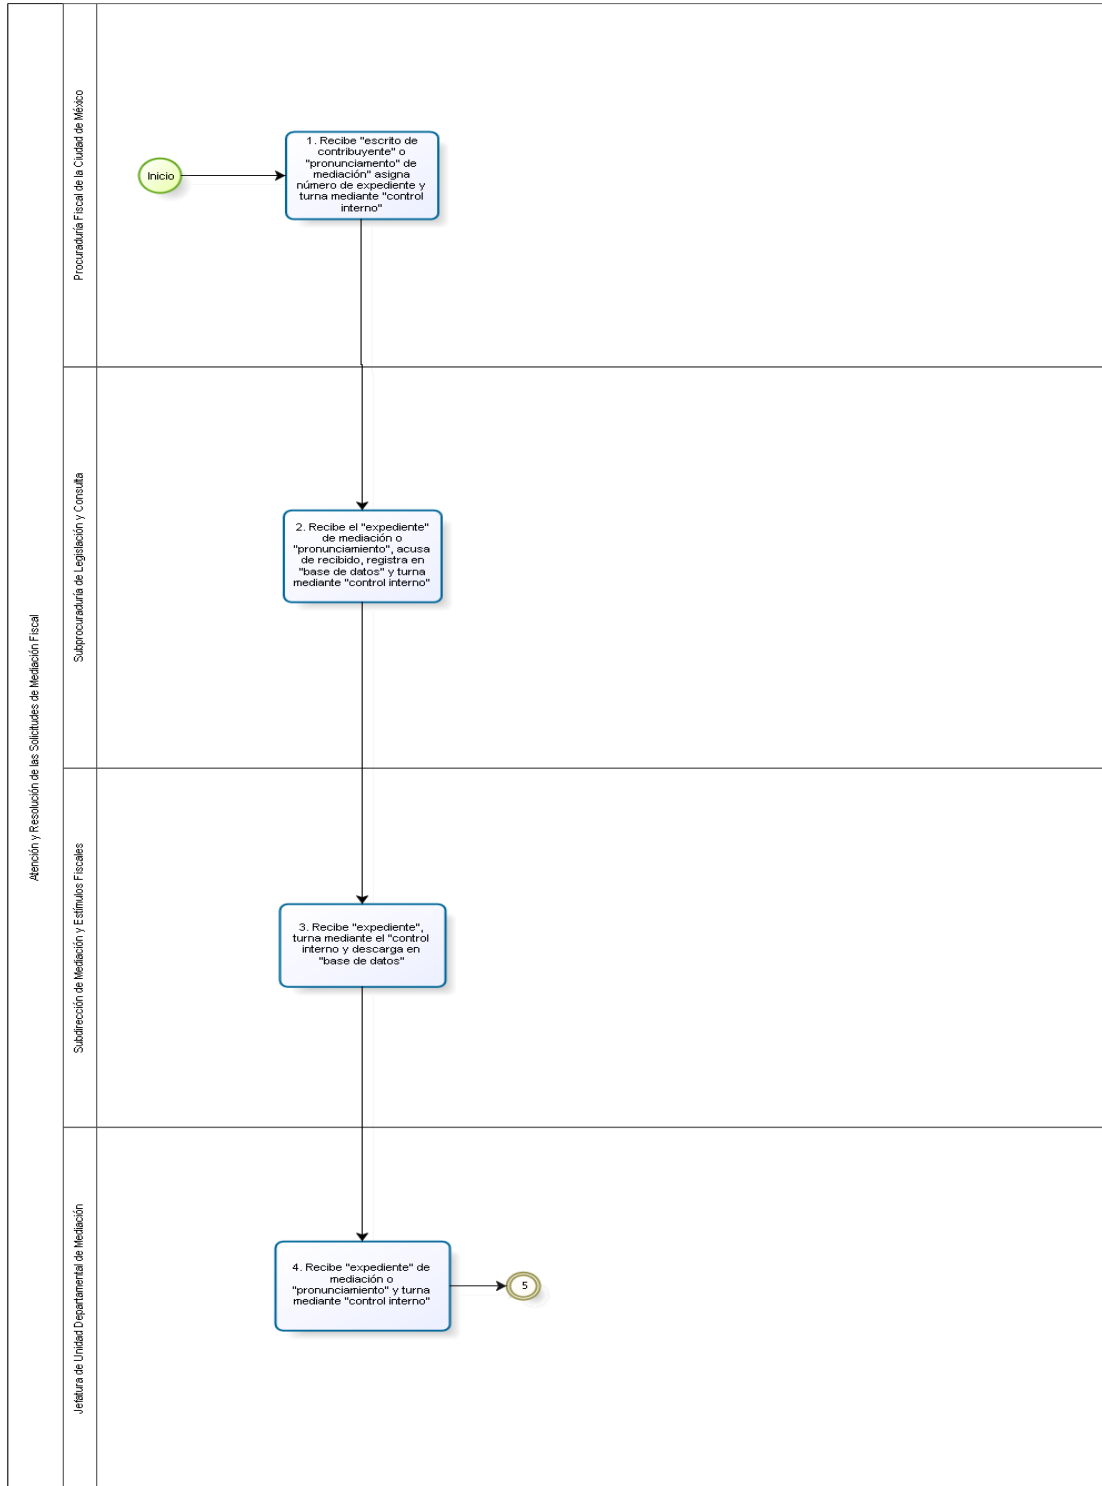 Atención y Resolución de las Solicitudes de Mediación Fiscal
Procuraduría Fiscal de la Ciudad de México
Inicio
1. Recibe "escrito de
contribuyente" o
"pronunciamento" de
mediación" asigna
número de expediente y
turna mediante "control
interno"
Subprocuraduría de Legislación y Consulta
2. Recibe el "expediente"
de mediación o
"pronunciamiento", acusa
de recibido, registra en
"base de datos" y turna
mediante "control interno"
Subdirección de Mediación y Estímulos Fiscales
3. Recibe "expediente",
turna mediante el "control
interno y descarga en
"base de datos"
Jefatura de Unidad Departamental de Mediación
4. Recibe "expediente" de
mediación o
"pronunciamiento" y turna
mediante "control interno"
5